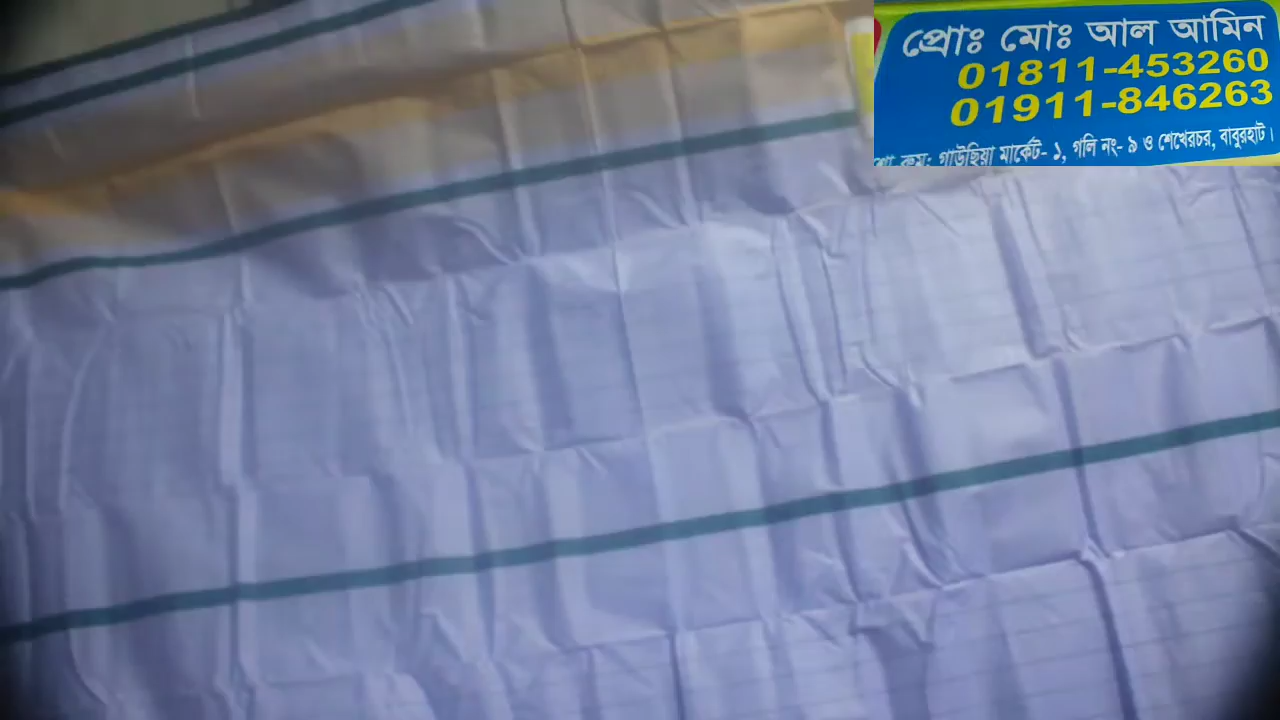 প্রোঃ মোঃ আল আমিন
01811-453260
01911-846263
রুম: গাউছিয়া মার্কেট- ১, গলি নং- ৯ ও শেখেরচর, বাবুরহাট।